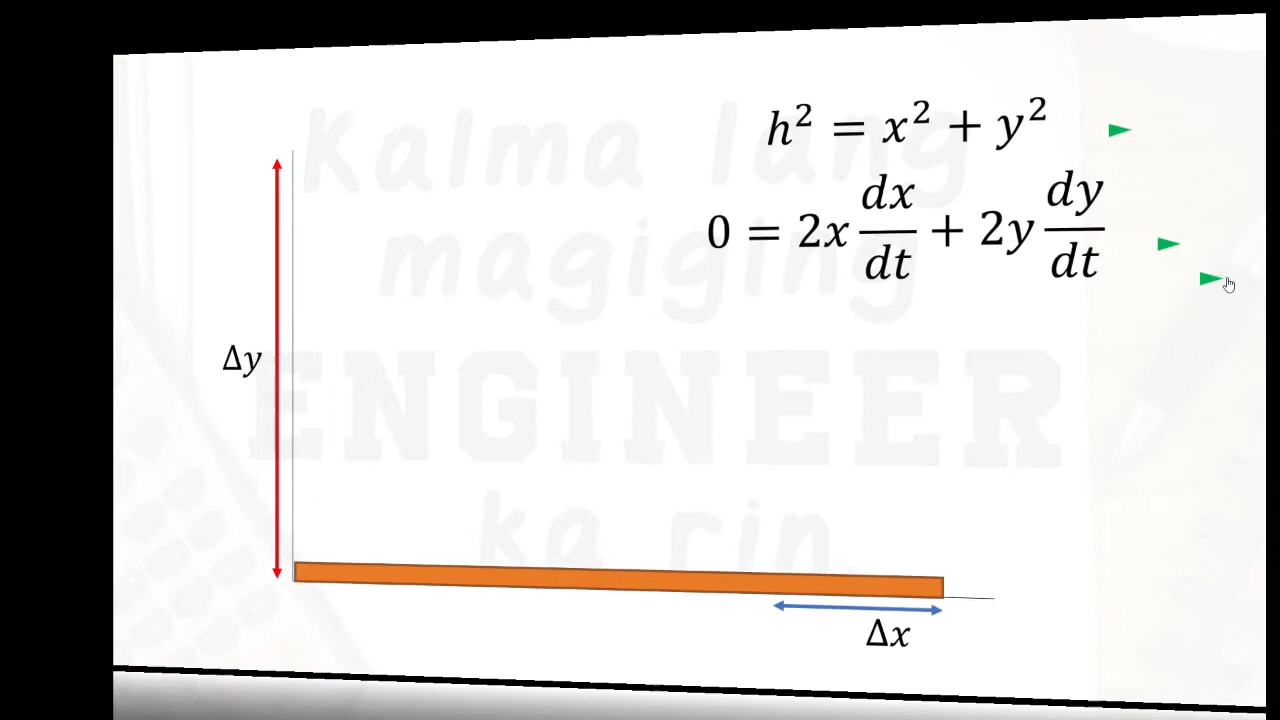 Kalma lang
magiging
ENGINEER
ka rin.
h² = x² + y²
0 = 2x dx/dt + 2y dy/dt
Δy
Δx